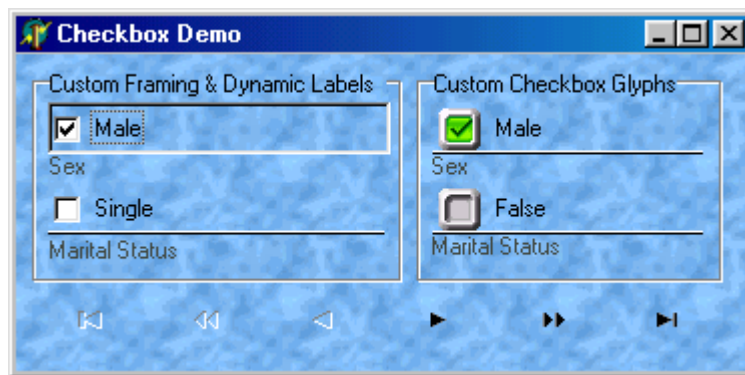 Checkbox Demo
Custom Framing & Dynamic Labels
Male
Sex
Single
Marital Status
Custom Checkbox Glyphs
Male
Sex
False
Marital Status